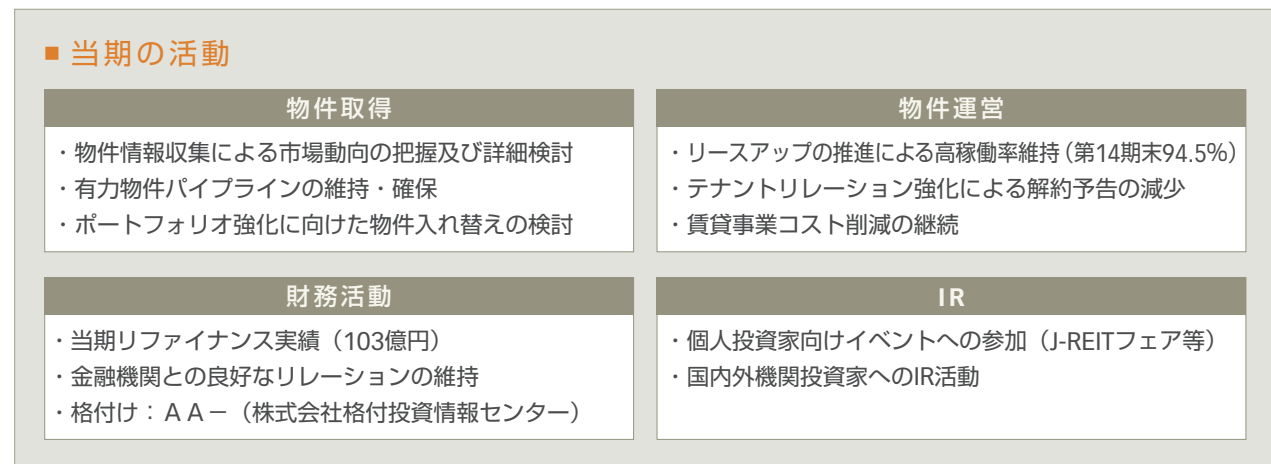 ■ 当期の活動
物件取得
・物件情報収集による市場動向の把握及び詳細検討
・有力物件パイプラインの維持・確保
・ポートフォリオ強化に向けた物件入れ替えの検討
物件運営
・リースアップの推進による高稼働率維持（第14期末94.5%）
・テナントリレーション強化による解約予告の減少
・賃貸事業コスト削減の継続
財務活動
・当期リファイナンス実績（103億円）
・金融機関との良好なリレーションの維持
・格付け：ＡＡ－（株式会社格付投資情報センター）
IR
・個人投資家向けイベントへの参加（J-REITフェア等）
・国内外機関投資家へのIR活動